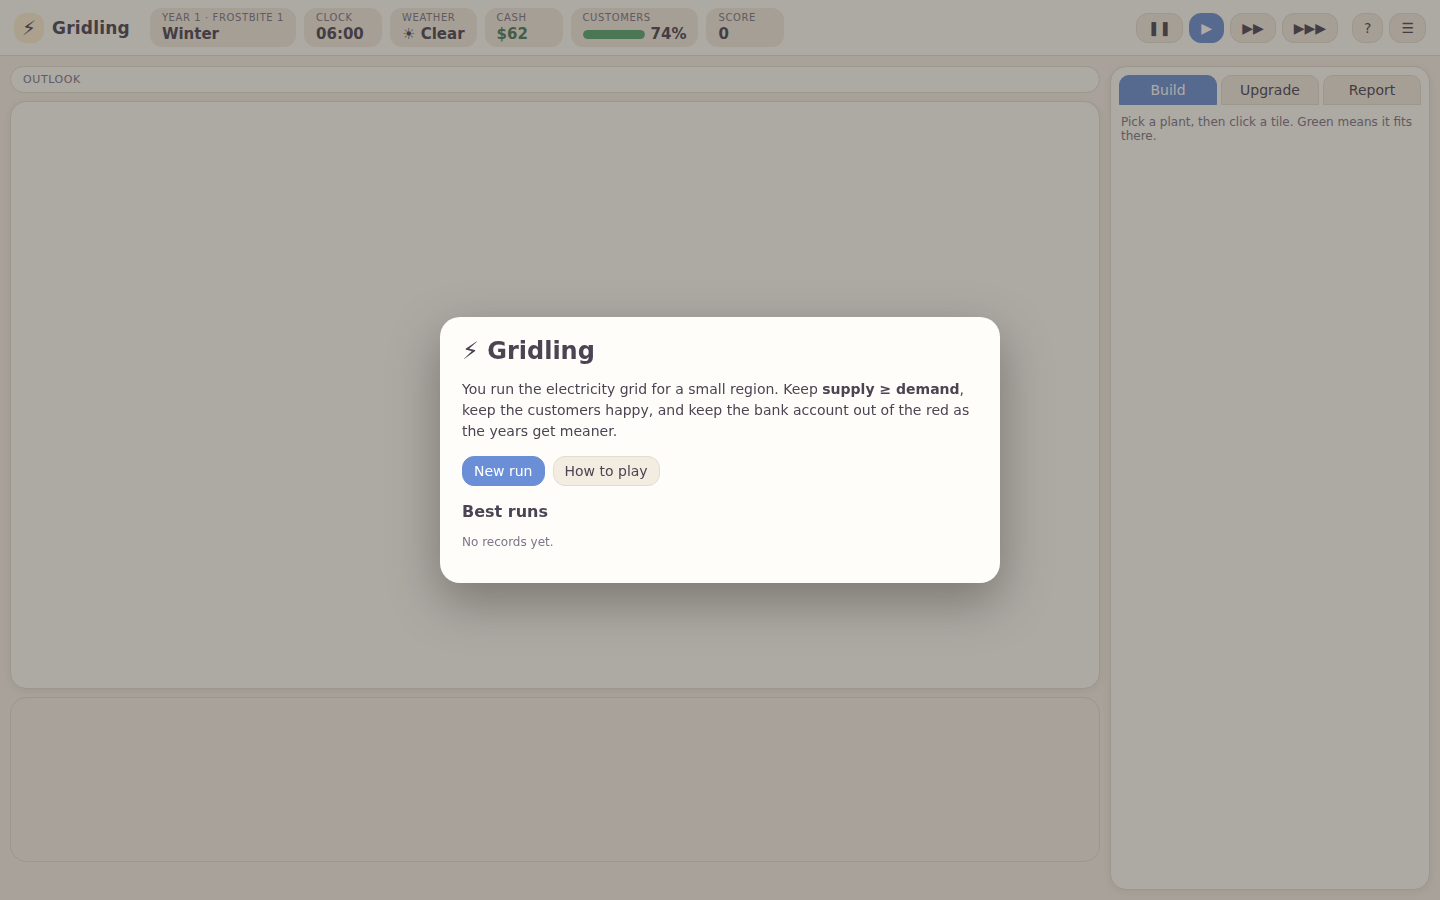 ⚡ Gridling
YEAR 1 · FROSTBITE 1
Winter
CLOCK
06:00
WEATHER
☀ Clear
CASH
$62
CUSTOMERS
74%
SCORE
0
❚❚
▶
▶▶
▶▶▶
?
☰
OUTLOOK
Build
Upgrade
Report
Pick a plant, then click a tile. Green means it fits
there.
⚡ Gridling
You run the electricity grid for a small region. Keep supply ≥ demand,
keep the customers happy, and keep the bank account out of the red as
the years get meaner.
New run
How to play
Best runs
No records yet.